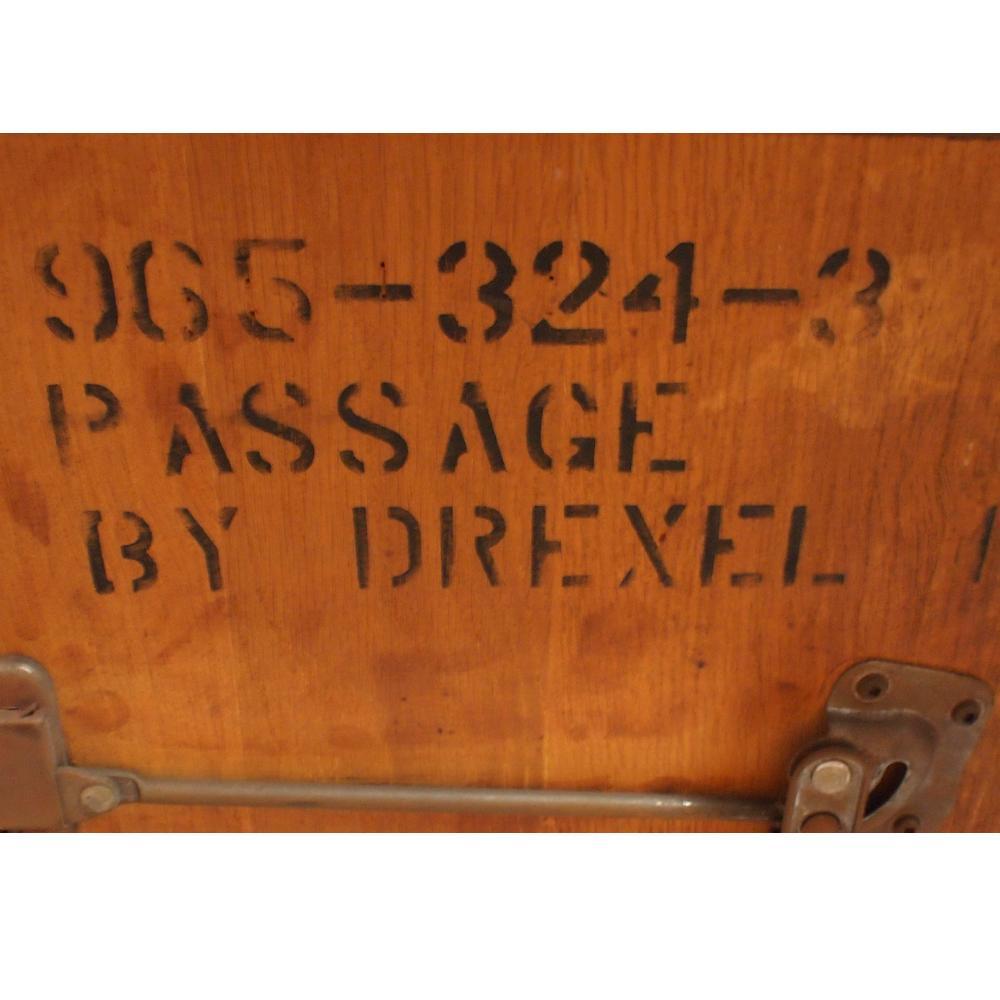 965-324-3
PASSAGE
BY DREXEL